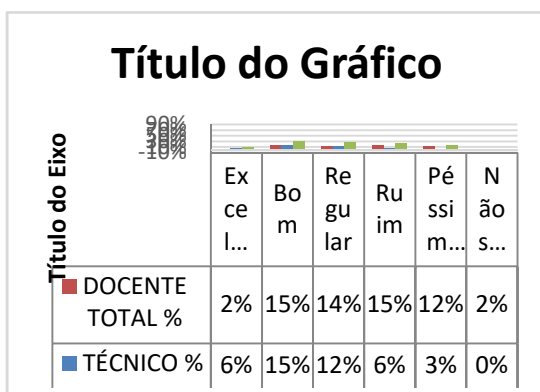 Título do Gráfico
Título do Eixo
90%
-10%
Ex
ce
l...
Bo
m
Re
gu
lar
Ru
im
Pé
ssi
m...
N
ão
s...
DOCENTE
TOTAL %
2% 15% 14% 15% 12% 2%
TÉCNICO % 6% 15% 12% 6% 3% 0%